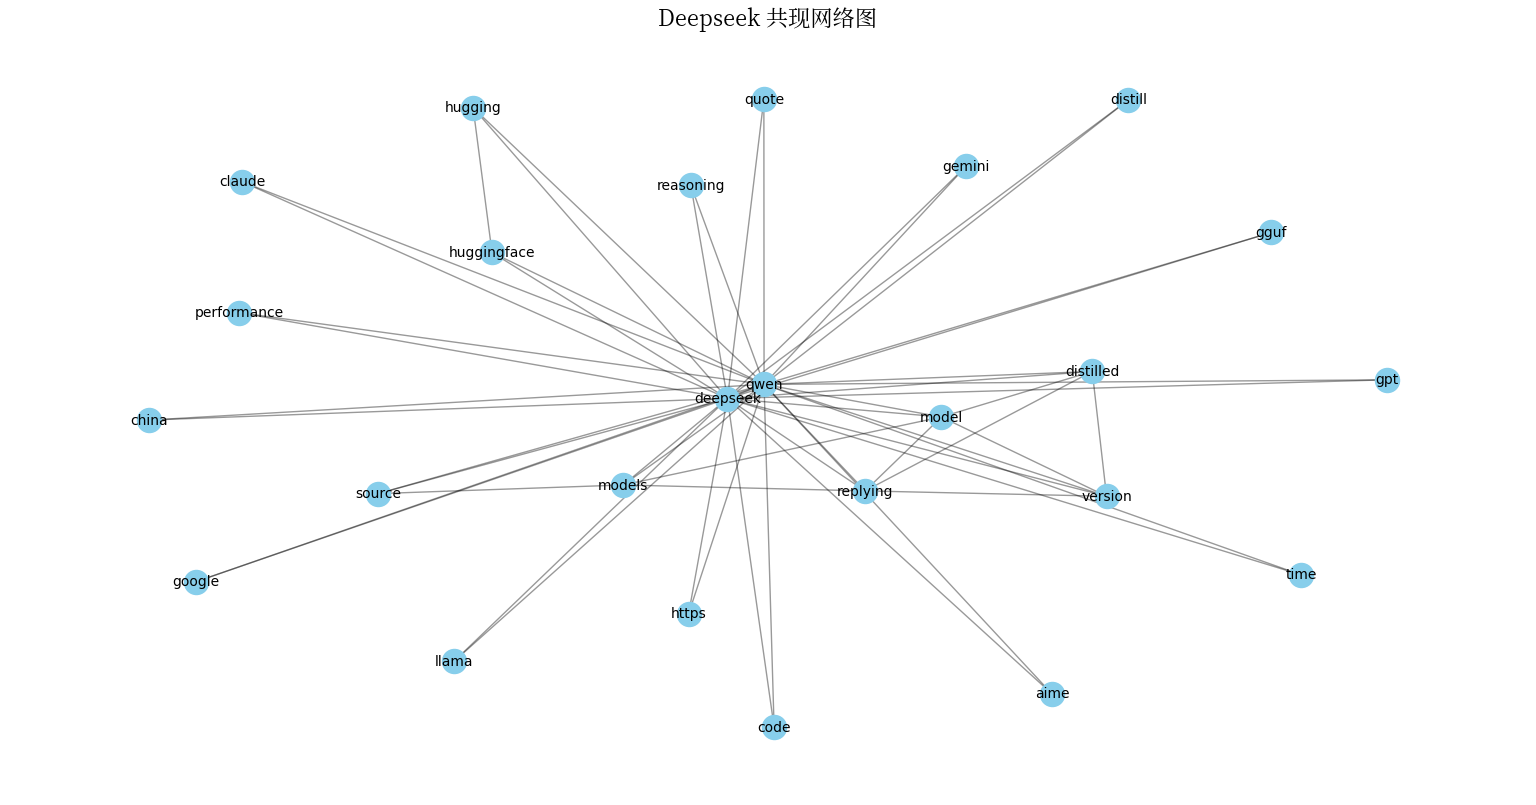 Deepseek 共现网络图
quote
distill
hugging
gemini
claude
reasoning
gguf
huggingface
performance
distilled
gpt
qwen
deepseek
model
china
models
replying
source
version
time
google
https
llama
aime
code